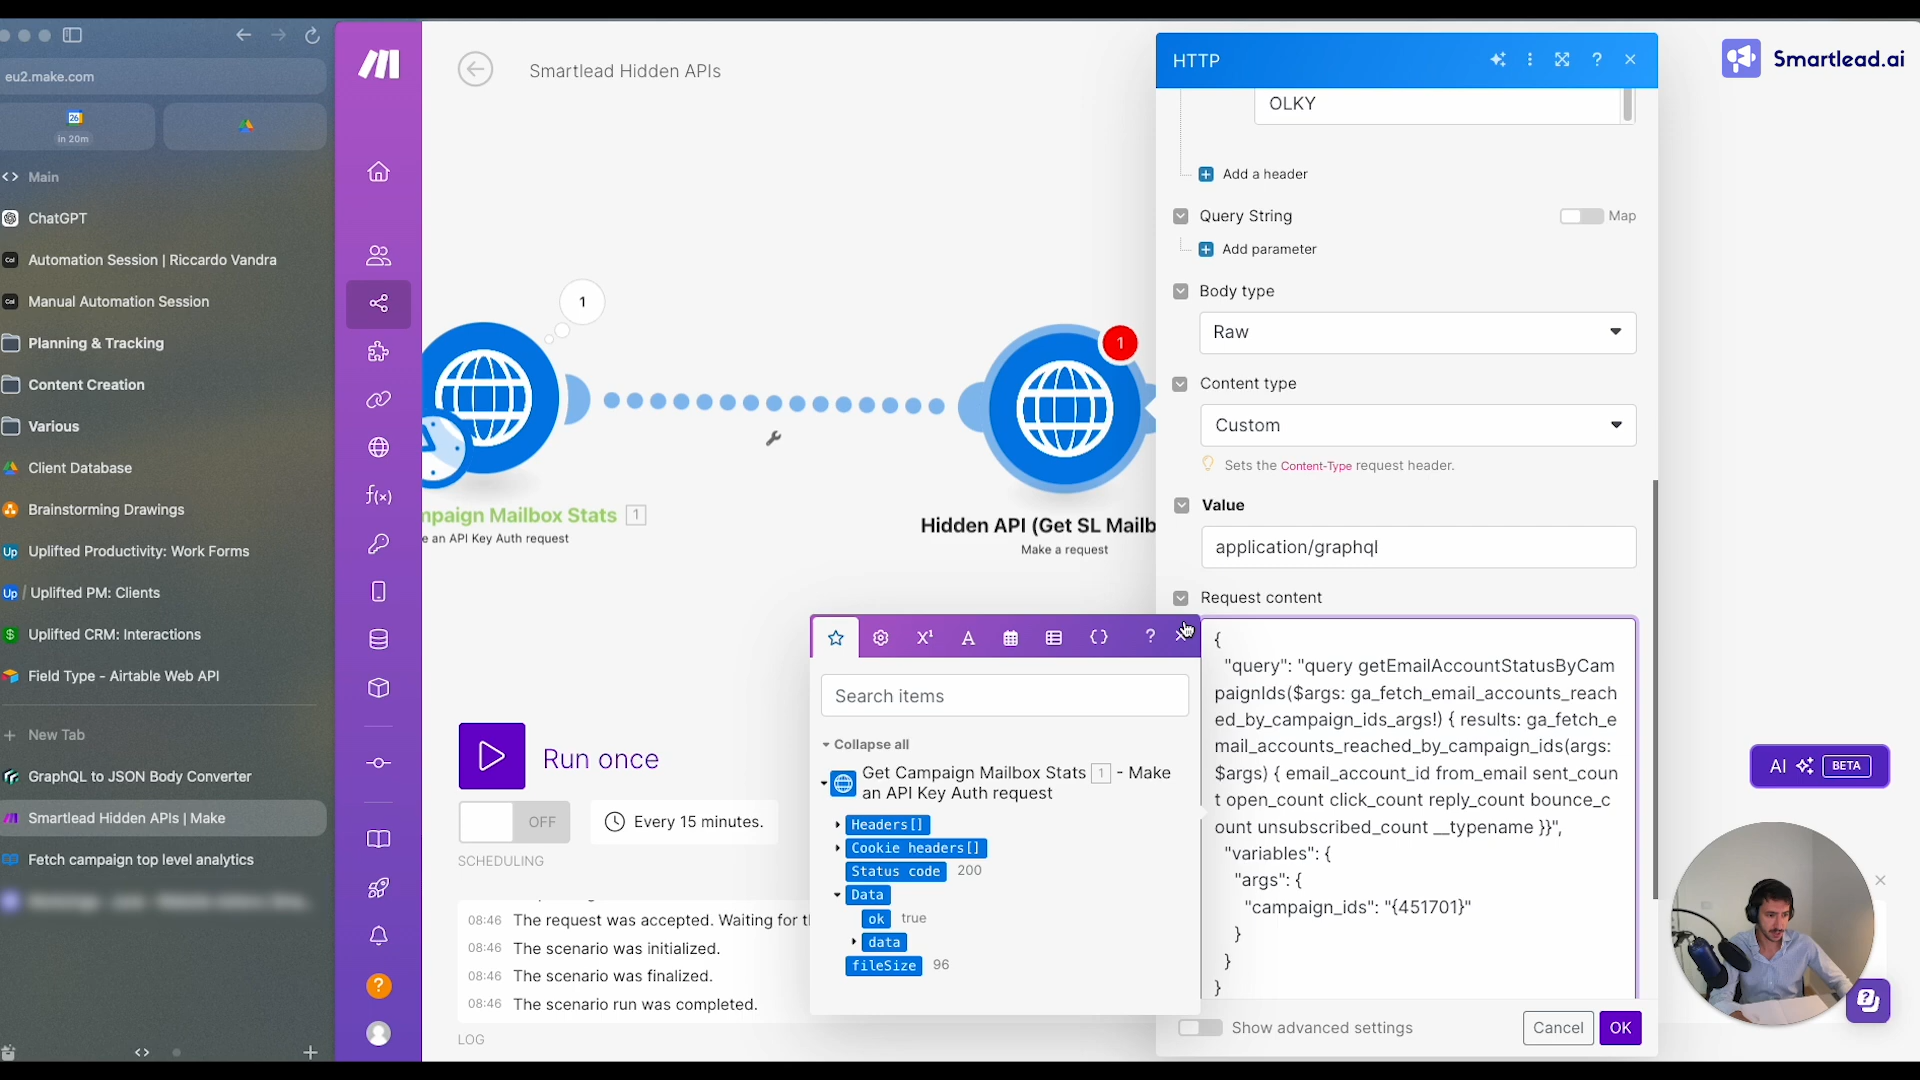 eu2.make.com
26
in 20m
Main
ChatGPT
Cal
Automation Session | Riccardo Vandra
Cal
Manual Automation Session
Planning & Tracking
Content Creation
Various
Client Database
Brainstorming Drawings
Up
Uplifted Productivity: Work Forms
Up
/ Uplifted PM: Clients
$
Uplifted CRM: Interactions
Field Type - Airtable Web API
New Tab
GraphQL to JSON Body Converter
Smartlead Hidden APIs | Make
Fetch campaign top level analytics
Smartlead Hidden APIs
1
1
mpaign Mailbox Stats 1
e an API Key Auth request
Hidden API (Get SL Mailb
Make a request
Run once
OFF
Every 15 minutes.
SCHEDULING
08:46 The request was accepted. Waiting for t
08:46 The scenario was initialized.
08:46 The scenario was finalized.
08:46 The scenario run was completed.
LOG
Search items
Collapse all
Get Campaign Mailbox Stats 1 - Make
an API Key Auth request
Headers[]
Cookie headers[]
Status code 200
Data
ok true
data
fileSize 96
HTTP
OLKY
Add a header
Query String
Map
Add parameter
Body type
Raw
Content type
Custom
Sets the Content-Type request header.
Value
application/graphql
Request content
{
"query": "query getEmailAccountStatusByCam
paignIds($args: ga_fetch_email_accounts_reach
ed_by_campaign_ids_args!) { results: ga_fetch_e
mail_accounts_reached_by_campaign_ids(args:
$args) { email_account_id from_email sent_coun
t open_count click_count reply_count bounce_c
ount unsubscribed_count __typename }}",
"variables": {
"args": {
"campaign_ids": "{451701}"
}
}
}
Show advanced settings
Cancel
OK
Smartlead.ai
AI BETA